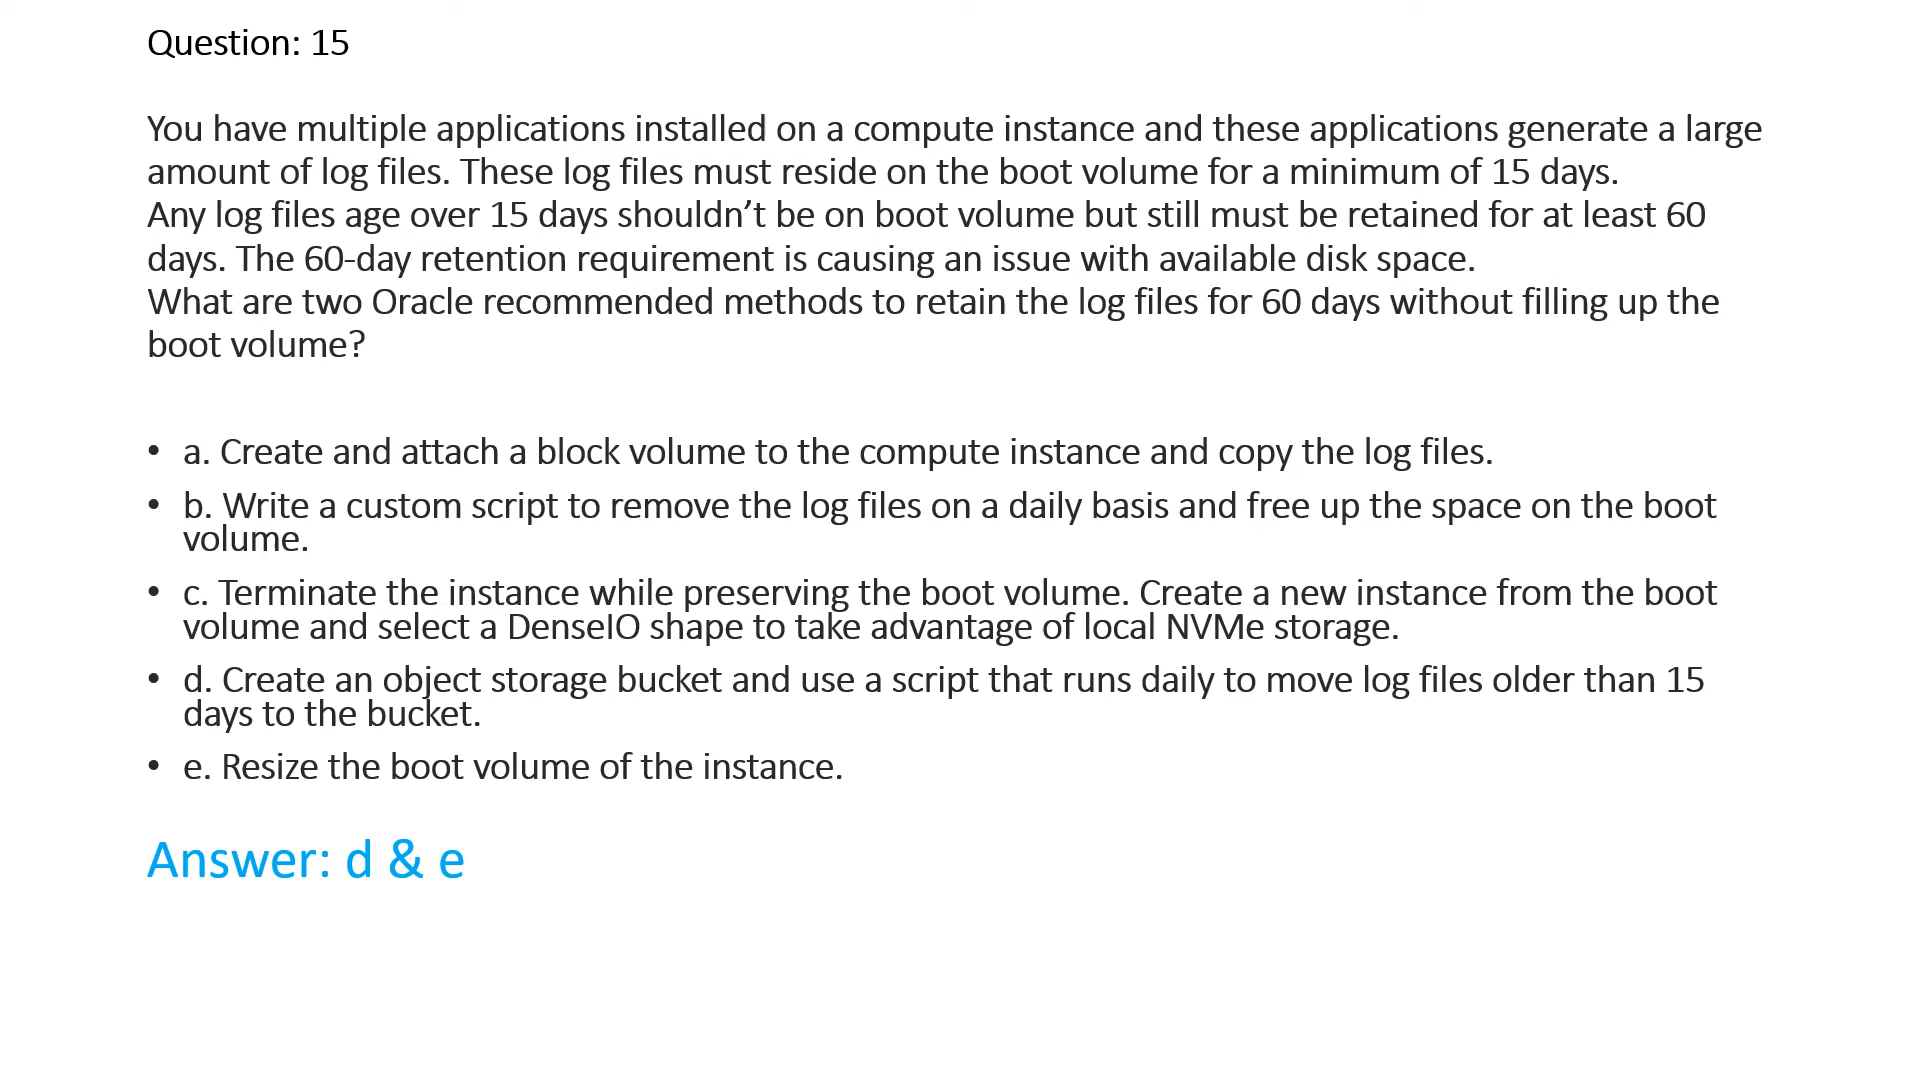 Question: 15
You have multiple applications installed on a compute instance and these applications generate a large
amount of log files. These log files must reside on the boot volume for a minimum of 15 days.
Any log files age over 15 days shouldn’t be on boot volume but still must be retained for at least 60
days. The 60-day retention requirement is causing an issue with available disk space.
What are two Oracle recommended methods to retain the log files for 60 days without filling up the
boot volume?
• a. Create and attach a block volume to the compute instance and copy the log files.
• b. Write a custom script to remove the log files on a daily basis and free up the space on the boot
volume.
• c. Terminate the instance while preserving the boot volume. Create a new instance from the boot
volume and select a DenseIO shape to take advantage of local NVMe storage.
• d. Create an object storage bucket and use a script that runs daily to move log files older than 15
days to the bucket.
• e. Resize the boot volume of the instance.
Answer: d & e